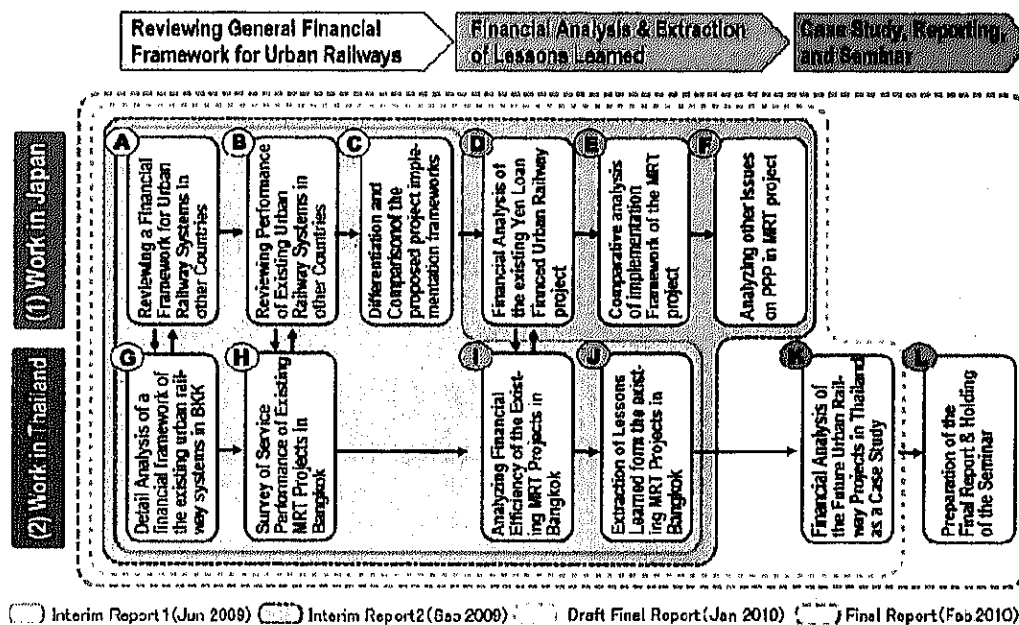 Reviewing General Financial
Framework for Urban Railways
Financial Analysis & Extraction
of Lessons Learned
Case Study, Reporting,
and Seminar
(1) Work in Japan
A
Reviewing a Financial
Framework for Urban
Railway Systems in
other Countries
B
Reviewing Performance
of Existing Urban
Railway Systems in
other Countries
C
Differentiation and
Comparisonof the
proposed project imple-
mentation frameworks
D
Financial Analysis of
the existing Yen Loan
Finnced Urban Railway
project
E
Comparative analysis
of Implementation
Framework of the MRT
project
F
Analyzing other Issues
on PPP in MRT project
(2) Work in Thailand
G
Detail Analysis of a
financial framework of
the existing urban rail-
way systems in BKK
H
Survey of Service
Performance of Existing
MRT Projects in
Bangkok
I
Analyzing Financial
Efficiency of the Exist-
ing MRT Projects in
Bangkok
J
Extraction of Lessons
Learned form the exist-
ing MRT Projects in
Bangkok
K
Financial Analysis of
the Future Urban Rail-
way Projects in Thailand
as a Case Study
L
Preparation of the
Final Report & Holding
of the Seminar
Interim Report 1 (Jun 2009)
Interim Report2 (Sep 2009)
Draft Final Report (Jan 2010)
Final Report (Feb 2010)